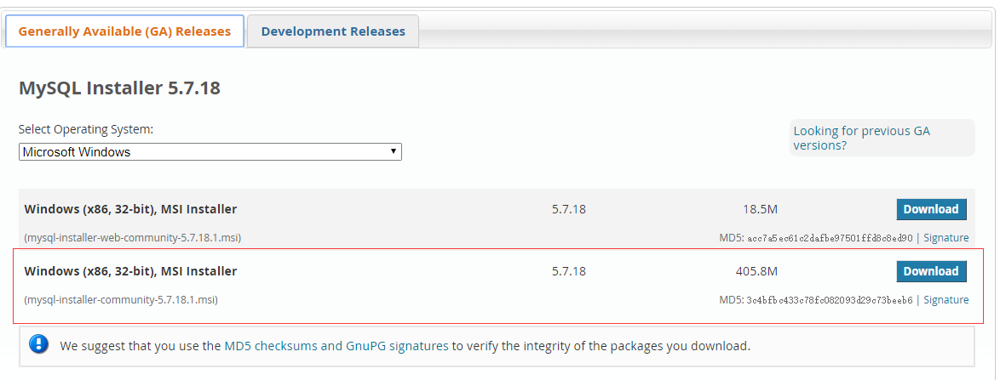 Generally Available (GA) Releases
Development Releases
MySQL Installer 5.7.18
Select Operating System:
Microsoft Windows
Looking for previous GA
versions?
Windows (x86, 32-bit), MSI Installer 5.7.18 18.5M Download
(mysql-installer-web-community-5.7.18.1.msi) MD5: acc7a5ec61c2dafbe97501ffd8c8ed90 | Signature
Windows (x86, 32-bit), MSI Installer 5.7.18 405.8M Download
(mysql-installer-community-5.7.18.1.msi) MD5: 3c4bfbc433c78fc082093d29c73beeb6 | Signature
We suggest that you use the MD5 checksums and GnuPG signatures to verify the integrity of the packages you download.